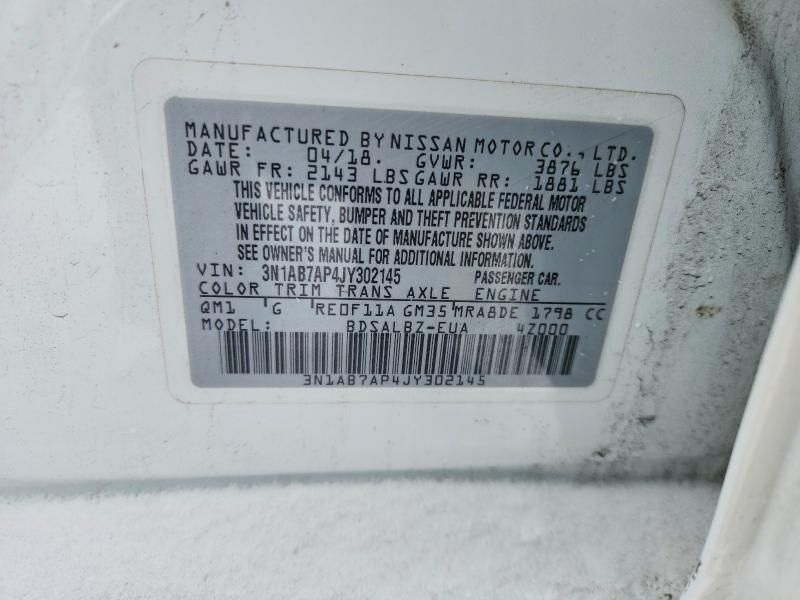 MANUFACTURED BY NISSAN MOTOR CO., LTD.
DATE: 04/18. GVWR: 3876 LBS
GAWR FR: 2143 LBS GAWR RR: 1881 LBS
THIS VEHICLE CONFORMS TO ALL APPLICABLE FEDERAL MOTOR
VEHICLE SAFETY, BUMPER AND THEFT PREVENTION STANDARDS
IN EFFECT ON THE DATE OF MANUFACTURE SHOWN ABOVE.
SEE OWNER'S MANUAL FOR ADDITIONAL INFORMATION.
VIN: 3N1AB7AP4JY302145 PASSENGER CAR.
COLOR TRIM TRANS AXLE ENGINE
QM1 'G RE0F11A GM35 MRA8DE 1798 CC
MODEL: BDSALBZ-EUA 4Z000
3N1AB7AP4JY302145